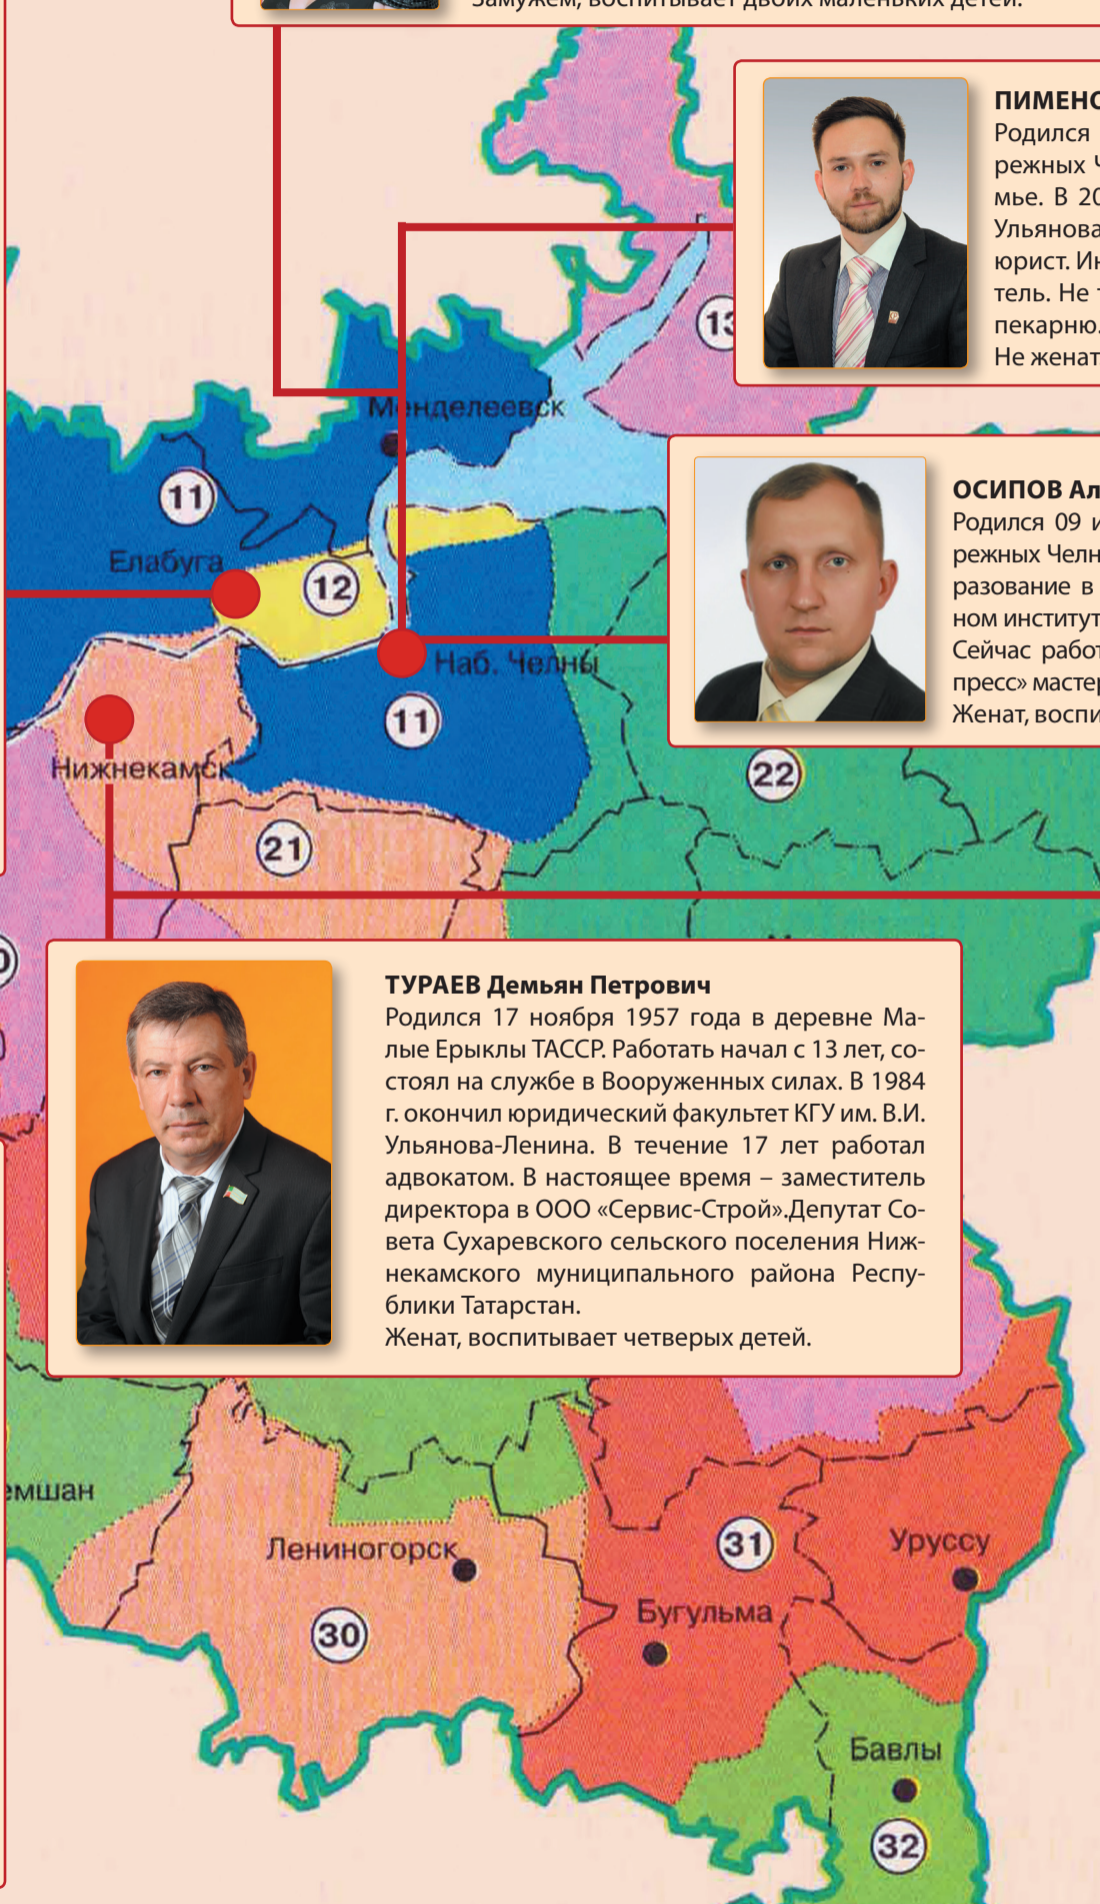 Замужем, воспитывает двоих маленьких детей.
ПИМЕНО
Родился
режных Ч
мье. В 20
Ульянова
юрист. Ин
тель. Не т
пекарню.
Не женат
13
Менделеевск
11
Елабуга
12
ОСИПОВ Ал
Родился 09 и
режных Челн
разование в
ном институт
Сейчас работ
пресс» мастер
Женат, воспи
Наб. Челны
11
Нижнекамск
22
21
0
ТУРАЕВ Демьян Петрович
Родился 17 ноября 1957 года в деревне Ма-
лые Ерыклы ТАССР. Работать начал с 13 лет, со-
стоял на службе в Вооруженных силах. В 1984
г. окончил юридический факультет КГУ им. В.И.
Ульянова-Ленина. В течение 17 лет работал
адвокатом. В настоящее время – заместитель
директора в ООО «Сервис-Строй».Депутат Со-
вета Сухаревского сельского поселения Ниж-
некамского муниципального района Респу-
блики Татарстан.
Женат, воспитывает четверых детей.
емшан
Лениногорск
31
Уруссу
30
Бугульма
Бавлы
32